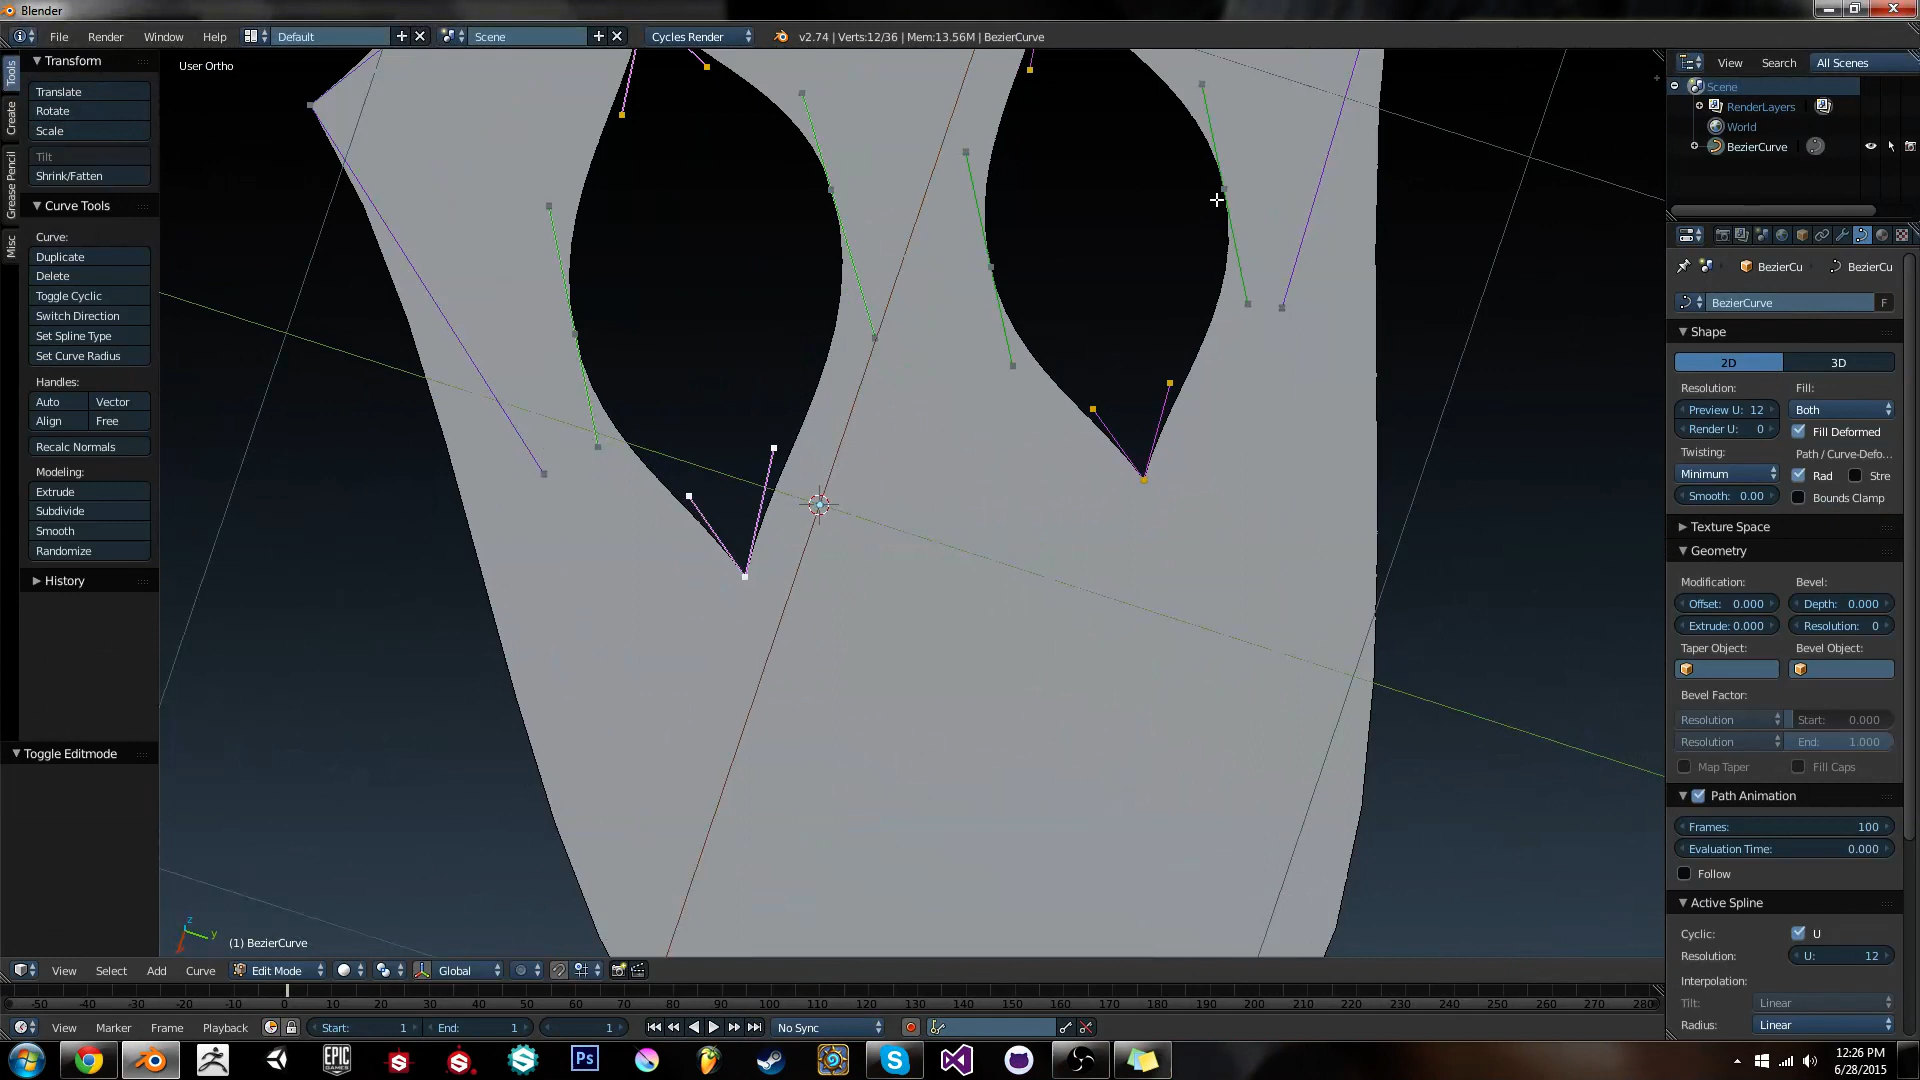 Blender
File Render Window Help Default Scene Cycles Render v2.74 | Verts:12/36 | Mem:13.56M | BezierCurve
User Ortho
Tools
Create
Grease Pencil
Misc
Transform
Translate
Rotate
Scale
Tilt
Shrink/Fatten
Curve Tools
Curve:
Duplicate
Delete
Toggle Cyclic
Switch Direction
Set Spline Type
Set Curve Radius
Handles:
Auto Vector
Align Free
Recalc Normals
Modeling:
Extrude
Subdivide
Smooth
Randomize
History
Toggle Editmode
z
y
(1) BezierCurve
View Search All Scenes
Scene
RenderLayers
World
BezierCurve
BezierCu BezierCu
BezierCurve F
Shape
2D 3D
Resolution: Fill:
Preview U: 12 Both
Render U: 0 Fill Deformed
Twisting: Path / Curve-Defo...
Minimum Rad Stre
Smooth: 0.00 Bounds Clamp
Texture Space
Geometry
Modification: Bevel:
Offset: 0.000 Depth: 0.000
Extrude: 0.000 Resolution: 0
Taper Object: Bevel Object:
Bevel Factor:
Resolution Start: 0.000
Resolution End: 1.000
Map Taper Fill Caps
Path Animation
Frames: 100
Evaluation Time: 0.000
Follow
Active Spline
Cyclic: U
Resolution: U: 12
Interpolation:
Tilt: Linear
Radius: Linear
View Select Add Curve Edit Mode Global
-50 -40 -30 -20 -10 0 10 20 30 40 50 60 70 80 90 100 110 120 130 140 150 160 170 180 190 200 210 220 230 240 250 260 270 280
View Marker Frame Playback Start: 1 End: 1 1 No Sync
EPIC GAMES
Ps
12:26 PM
6/28/2015